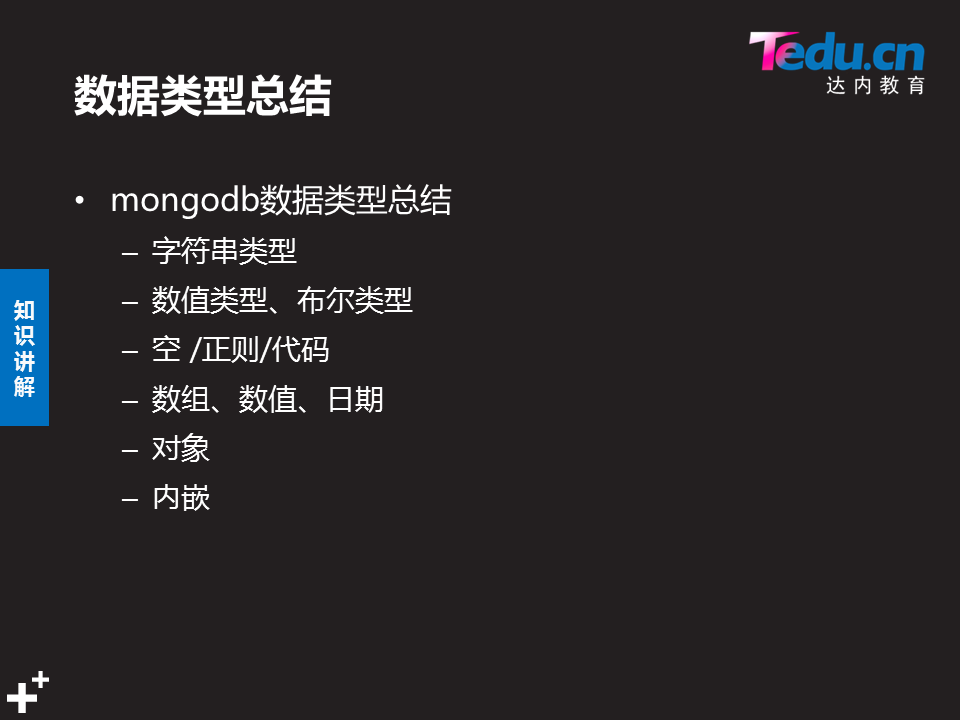 Tedu.cn
达内教育
数据类型总结
• mongodb数据类型总结
– 字符串类型
– 数值类型、布尔类型
– 空 /正则/代码
– 数组、数值、日期
– 对象
– 内嵌
知
识
讲
解